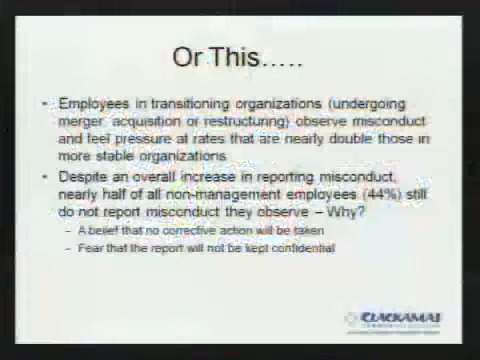 Or This…..
• Employees in transitioning organizations (undergoing
merger, acquisition or restructuring) observe misconduct
and feel pressure at rates that are nearly double those in
more stable organizations.
• Despite an overall increase in reporting misconduct,
nearly half of all non-management employees (44%) still
do not report misconduct they observe – Why?
– A belief that no corrective action will be taken
– Fear that the report will not be kept confidential
CLACKAMAS